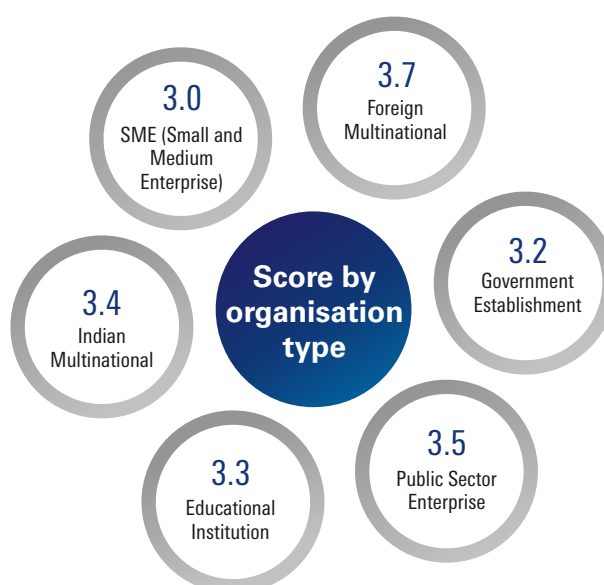 3.0
SME (Small and
Medium
Enterprise)
3.7
Foreign
Multinational
3.2
Government
Establishment
3.5
Public Sector
Enterprise
3.3
Educational
Institution
3.4
Indian
Multinational
Score by
organisation
type